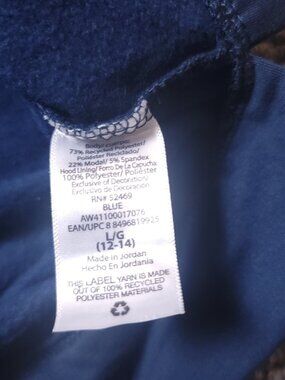 Body/Cuerpo:
73% Recycled Polyester/
Poliéster Reciclado/
22% Modal/ 5% Spandex
Hood Lining/Forro De La Capucha
100% Polyester/ Poliéster
Exclusive of Decoration/
Exclusivo de Decoración
RN# 52469
BLUE
AW41100017076
EAN/UPC 8 8496819925
L/G
(12-14)
Made in Jordan
Hecho En Jordania
THIS LABEL YARN IS MADE
OUT OF 100% RECYCLED
POLYESTER MATERIALS